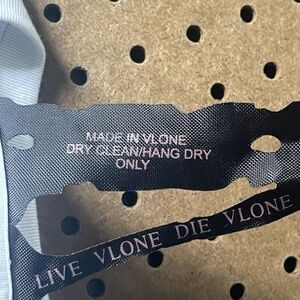 MADE IN VLONE
DRY CLEAN/HANG DRY
ONLY
LIVE VLONE DIE VLONE